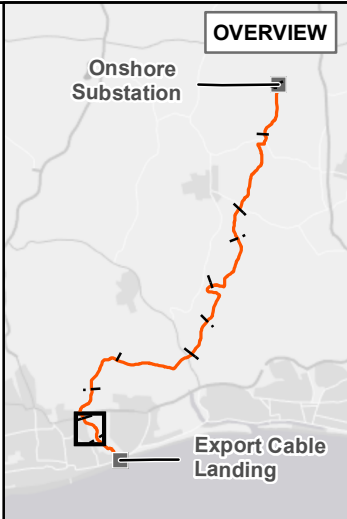 OVERVIEW
Onshore
Substation
Export Cable
Landing